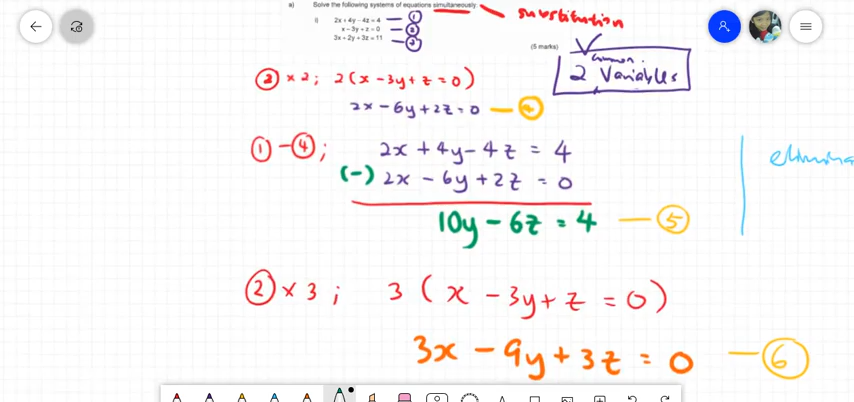 a) Solve the following systems of equations simultaneously
substitution
i) 2x + 4y - 4z = 4 — ①
x - 3y + z = 0 — ②
3x + 2y + 3z = 11 — ③
(5 marks)
common
2 Variables
② × 2; 2(x - 3y + z = 0)
2x - 6y + 2z = 0 — ④
① - ④; 2x + 4y - 4z = 4
(-) 2x - 6y + 2z = 0
10y - 6z = 4 — ⑤
elimina
② × 3; 3 (x - 3y + z = 0)
3x - 9y + 3z = 0 — ⑥